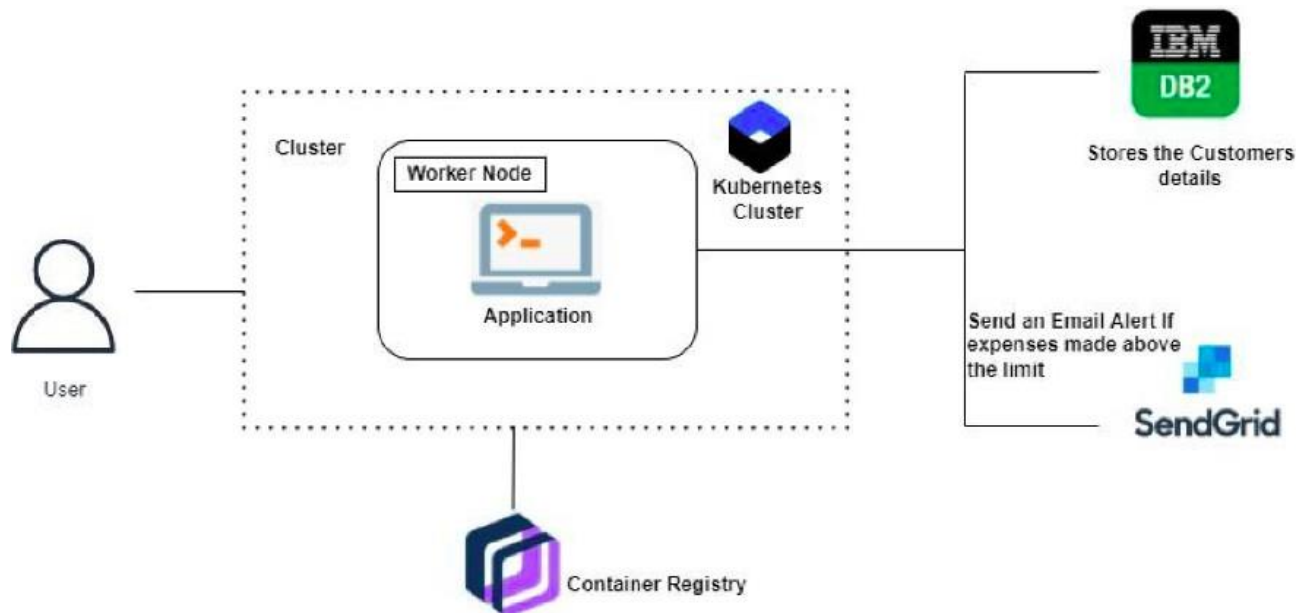 IBM
DB2
Stores the Customers
details
Cluster
Worker Node
Kubernetes
Cluster
Application
User
Send an Email Alert If
expenses made above
the limit
SendGrid
Container Registry